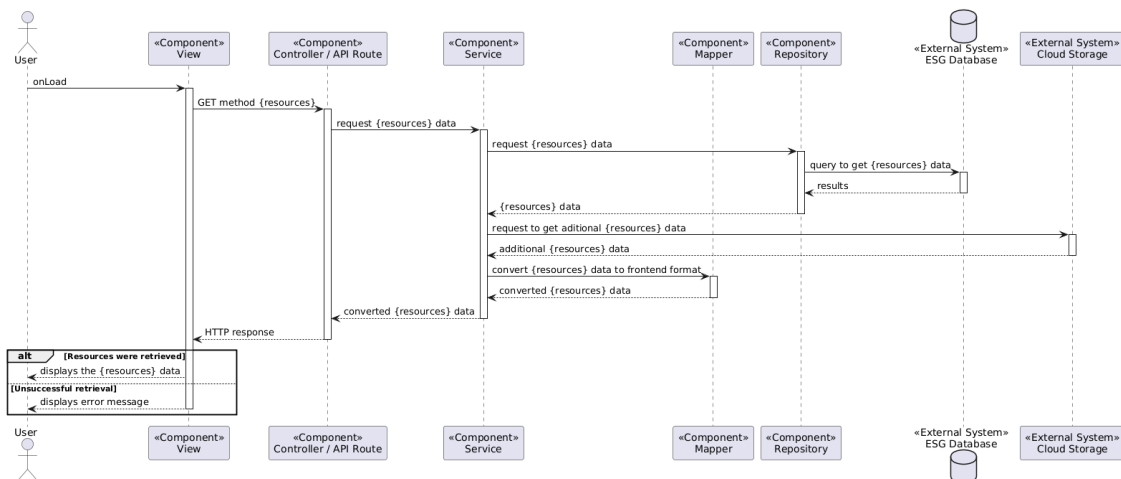 «External System»
ESG Database
User
«Component»
View
«Component»
Controller / API Route
«Component»
Service
«Component»
Mapper
«Component»
Repository
«External System»
Cloud Storage
onLoad
GET method {resources}
request {resources} data
request {resources} data
query to get {resources} data
results
{resources} data
request to get aditional {resources} data
additional {resources} data
convert {resources} data to frontend format
converted {resources} data
converted {resources} data
HTTP response
alt [Resources were retrieved]
displays the {resources} data
[Unsuccessful retrieval]
displays error message
User
«Component»
View
«Component»
Controller / API Route
«Component»
Service
«Component»
Mapper
«Component»
Repository
«External System»
ESG Database
«External System»
Cloud Storage